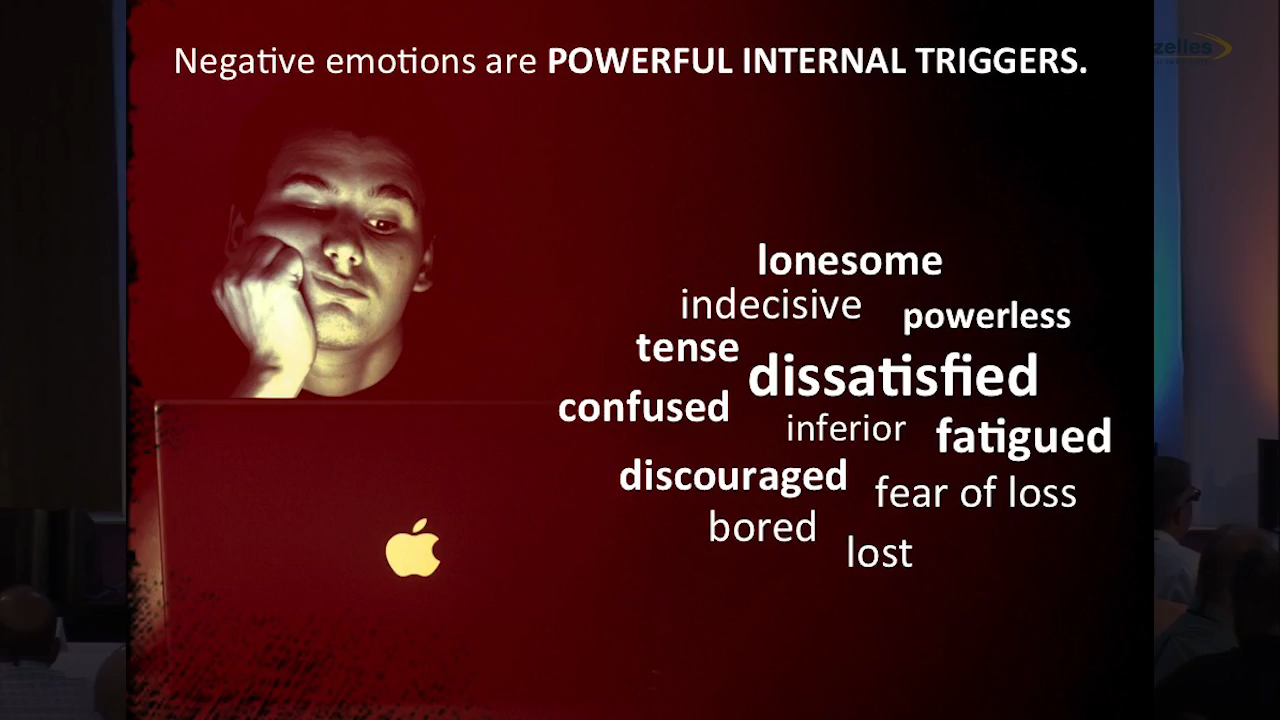 Negative emotions are POWERFUL INTERNAL TRIGGERS.
lonesome
indecisive
powerless
tense
dissatisfied
confused
inferior
fatigued
discouraged
fear of loss
bored
lost